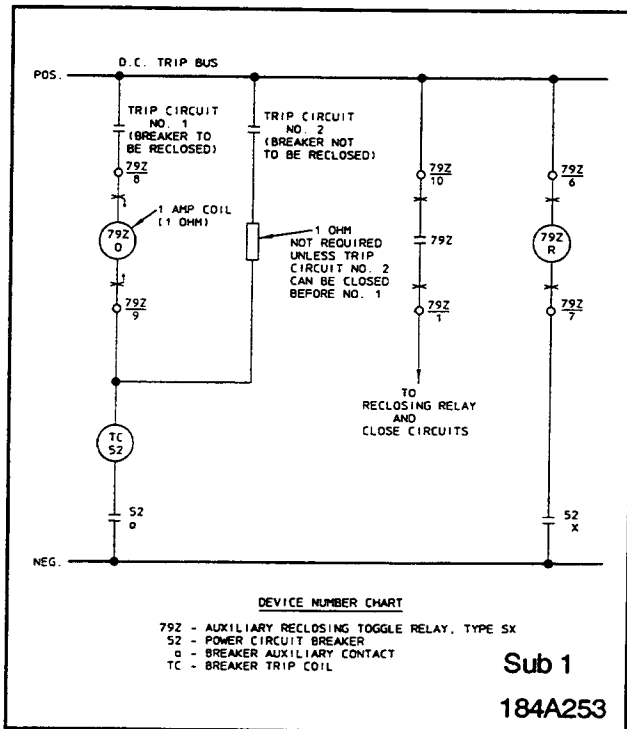 D.C. TRIP BUS
POS.
TRIP CIRCUIT
NO. 1
(BREAKER TO
BE RECLOSED)
TRIP CIRCUIT
NO. 2
(BREAKER NOT
TO BE RECLOSED)
79Z
8
79Z
10
79Z
6
1 AMP COIL
(1 OHM)
79Z
O
1 OHM
NOT REQUIRED
UNLESS TRIP
CIRCUIT NO. 2
CAN BE CLOSED
BEFORE NO. 1
79Z
79Z
R
79Z
9
79Z
1
79Z
7
TO
RECLOSING RELAY
AND
CLOSE CIRCUITS
TC
52
52
a
52
X
NEG.
DEVICE NUMBER CHART
79Z - AUXILIARY RECLOSING TOGGLE RELAY, TYPE SX
52 - POWER CIRCUIT BREAKER
a - BREAKER AUXILIARY CONTACT
TC - BREAKER TRIP COIL
Sub 1
184A253